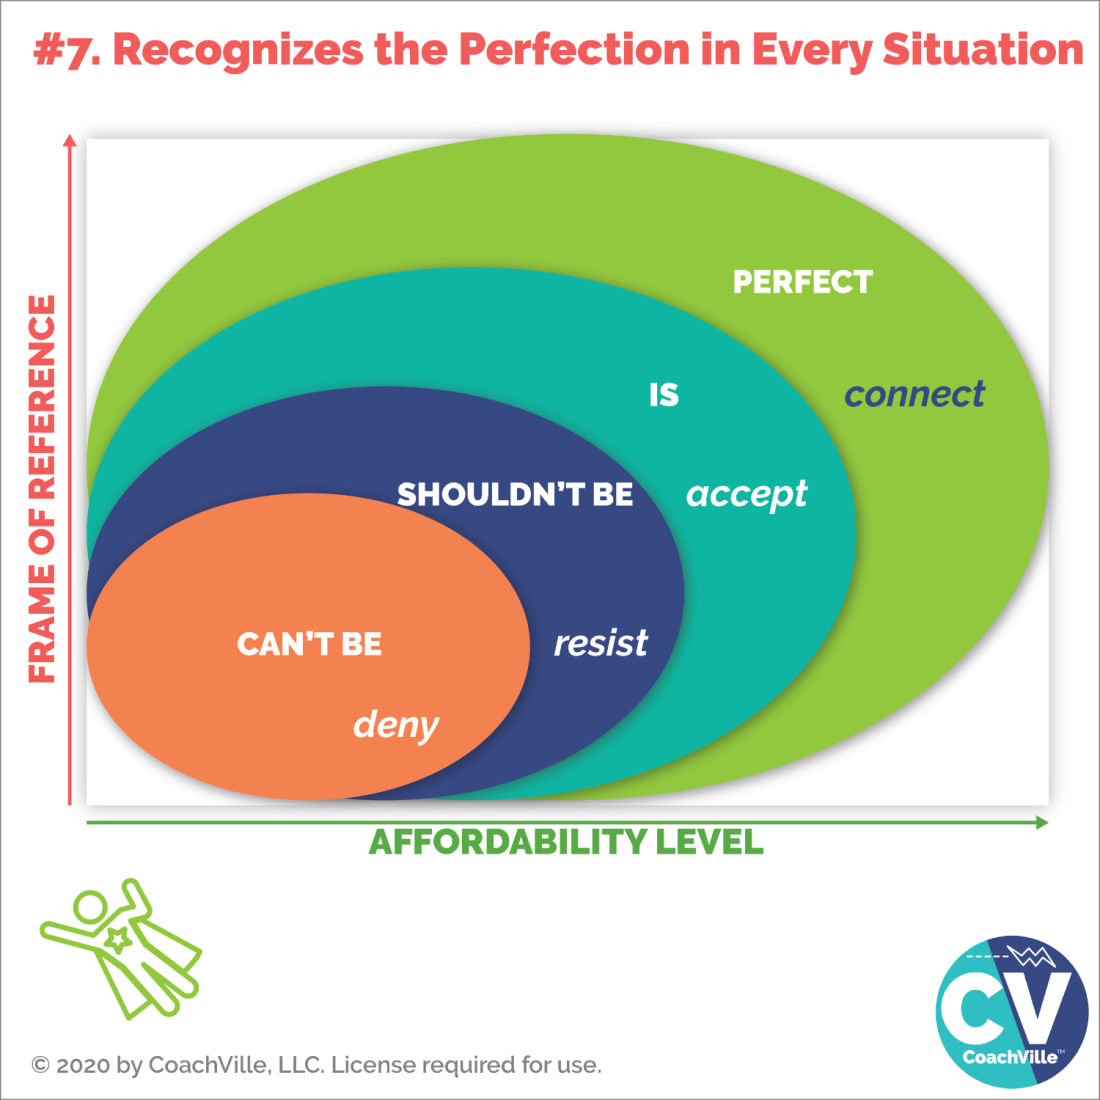 #7. Recognizes the Perfection in Every Situation
FRAME OF REFERENCE
PERFECT
connect
IS
accept
SHOULDN'T BE
resist
CAN'T BE
deny
AFFORDABILITY LEVEL
CV
CoachVille™
© 2020 by CoachVille, LLC. License required for use.